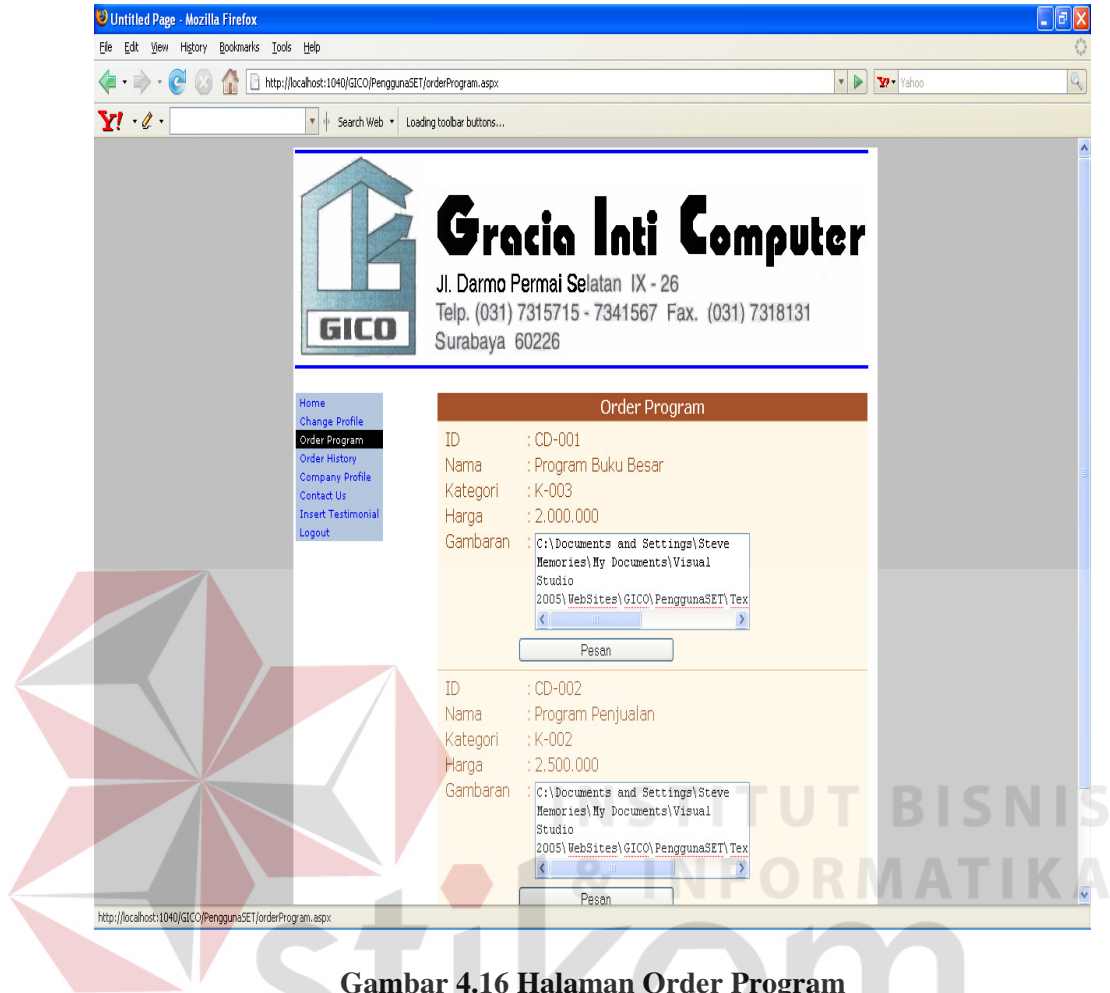 Untitled Page - Mozilla Firefox
File Edit View History Bookmarks Tools Help
http://localhost:1040/GICO/PenggunaSET/orderProgram.aspx
Yahoo
Y! Search Web Loading toolbar buttons...
GICO
Gracia Inti Computer
Jl. Darmo Permai Selatan IX - 26
Telp. (031) 7315715 - 7341567 Fax. (031) 7318131
Surabaya 60226
Home
Change Profile
Order Program
Order History
Company Profile
Contact Us
Insert Testimonial
Logout
Order Program
ID : CD-001
Nama : Program Buku Besar
Kategori : K-003
Harga : 2.000.000
Gambaran : C:\Documents and Settings\Steve
Memories\My Documents\Visual
Studio
2005\WebSites\GICO\PenggunaSET\Tex
Pesan
ID : CD-002
Nama : Program Penjualan
Kategori : K-002
Harga : 2.500.000
Gambaran : C:\Documents and Settings\Steve
Memories\My Documents\Visual
Studio
2005\WebSites\GICO\PenggunaSET\Tex
Pesan
INSTITUT BISNIS
& INFORMATIKA
stikom
http://localhost:1040/GICO/PenggunaSET/orderProgram.aspx
Gambar 4.16 Halaman Order Program